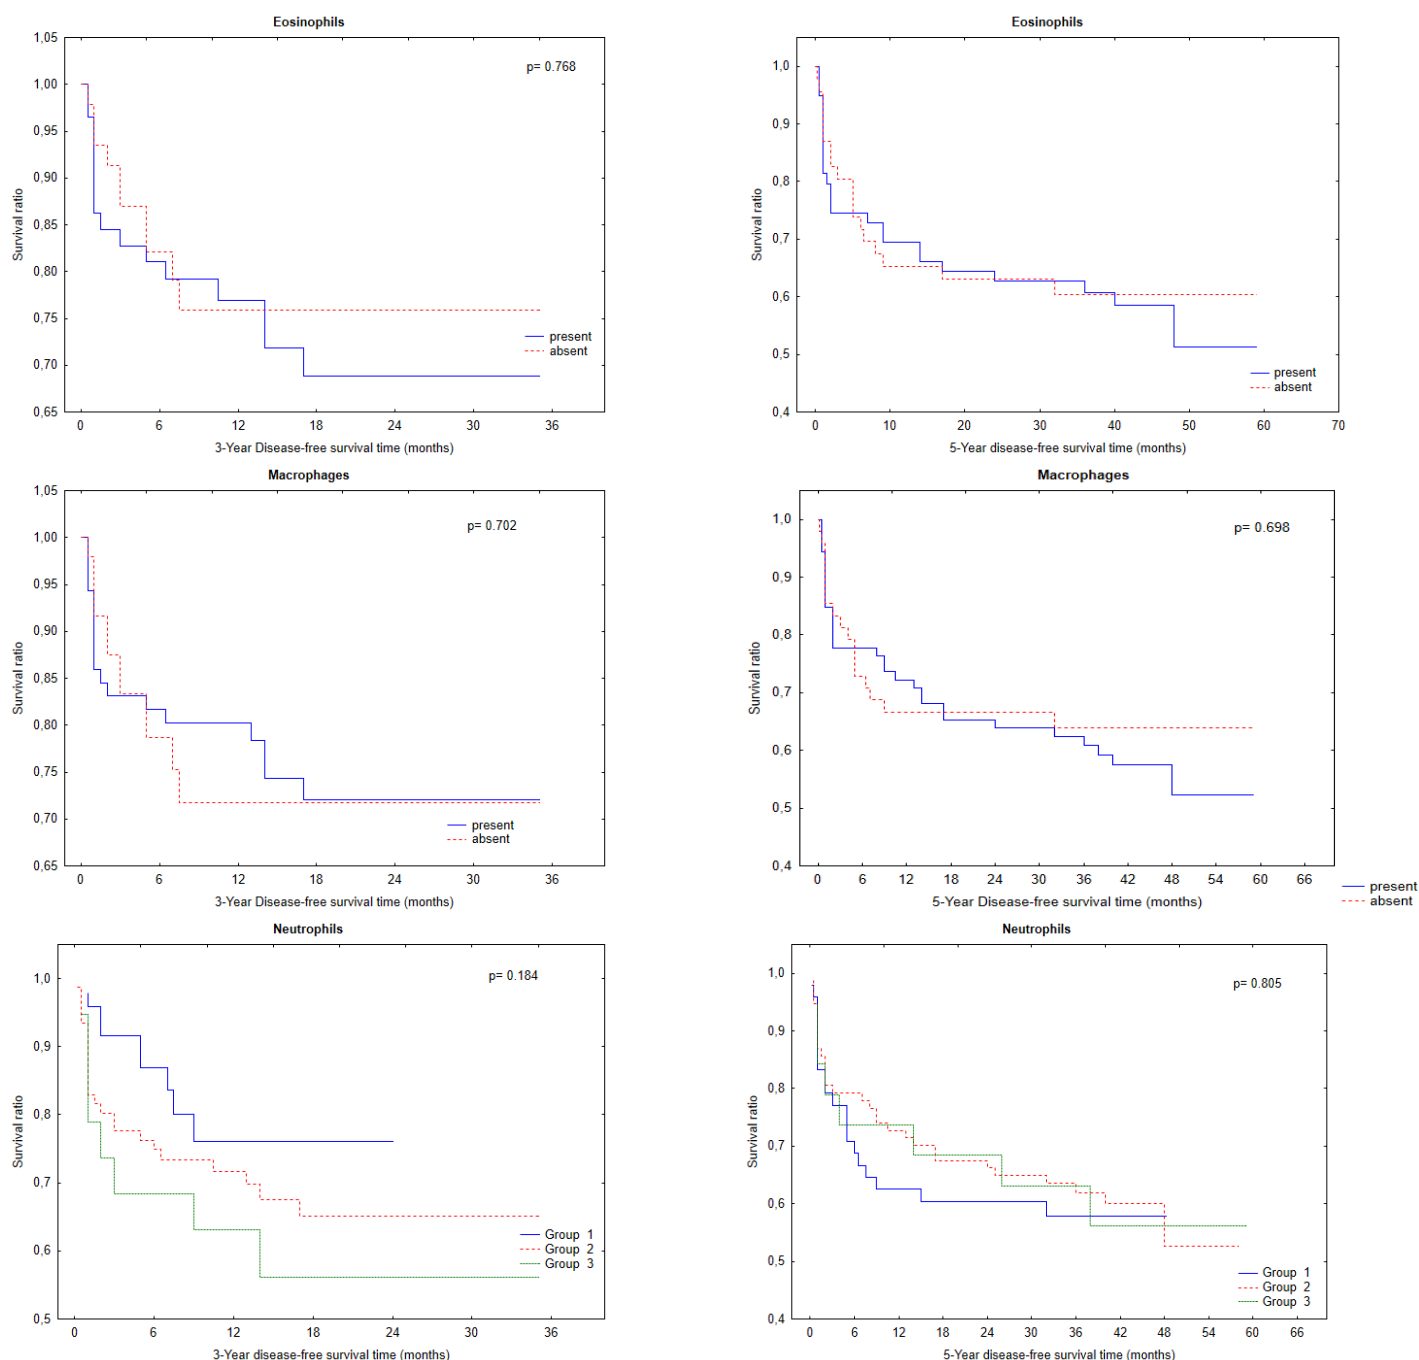 Eosinophils
1,05
1,00
0,95
0,90
0,85
0,80
0,75
0,70
0,65
Survival ratio
p= 0.768
present
absent
0 6 12 18 24 30 36
3-Year Disease-free survival time (months)
Eosinophils
1,0
0,9
0,8
0,7
0,6
0,5
0,4
Survival ratio
present
absent
0 10 20 30 40 50 60 70
5-Year disease-free survival time (months)
Macrophages
1,05
1,00
0,95
0,90
0,85
0,80
0,75
0,70
0,65
Survival ratio
p= 0.702
present
absent
0 6 12 18 24 30 36
3-Year Disease-free survival time (months)
Macrophages
1,0
0,9
0,8
0,7
0,6
0,5
0,4
Survival ratio
p= 0.698
0 6 12 18 24 30 36 42 48 54 60 66
present
absent
5-Year Disease-free survival time (months)
Neutrophils
1,0
0,9
0,8
0,7
0,6
0,5
Survival ratio
p= 0.184
Group 1
Group 2
Group 3
0 6 12 18 24 30 36
3-Year disease-free survival time (months)
Neutrophils
1,0
0,9
0,8
0,7
0,6
0,5
0,4
Survival ratio
p= 0.805
Group 1
Group 2
Group 3
0 6 12 18 24 30 36 42 48 54 60 66
5-Year disease-free survival time (months)